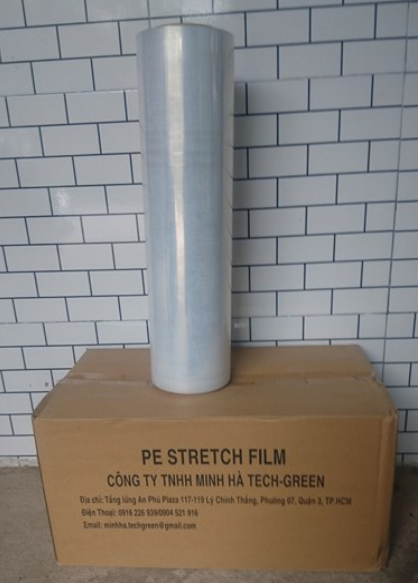 PE STRETCH FILM
CÔNG TY TNHH MINH HÀ TECH-GREEN
Địa chỉ: Tầng lửng An Phú Plaza 117-119 Lý Chính Thắng, Phường 07, Quận 3, TP.HCM
Điện Thoại: 0916 226 939/0904 521 916
Email: minhha.techgreen@gmail.com